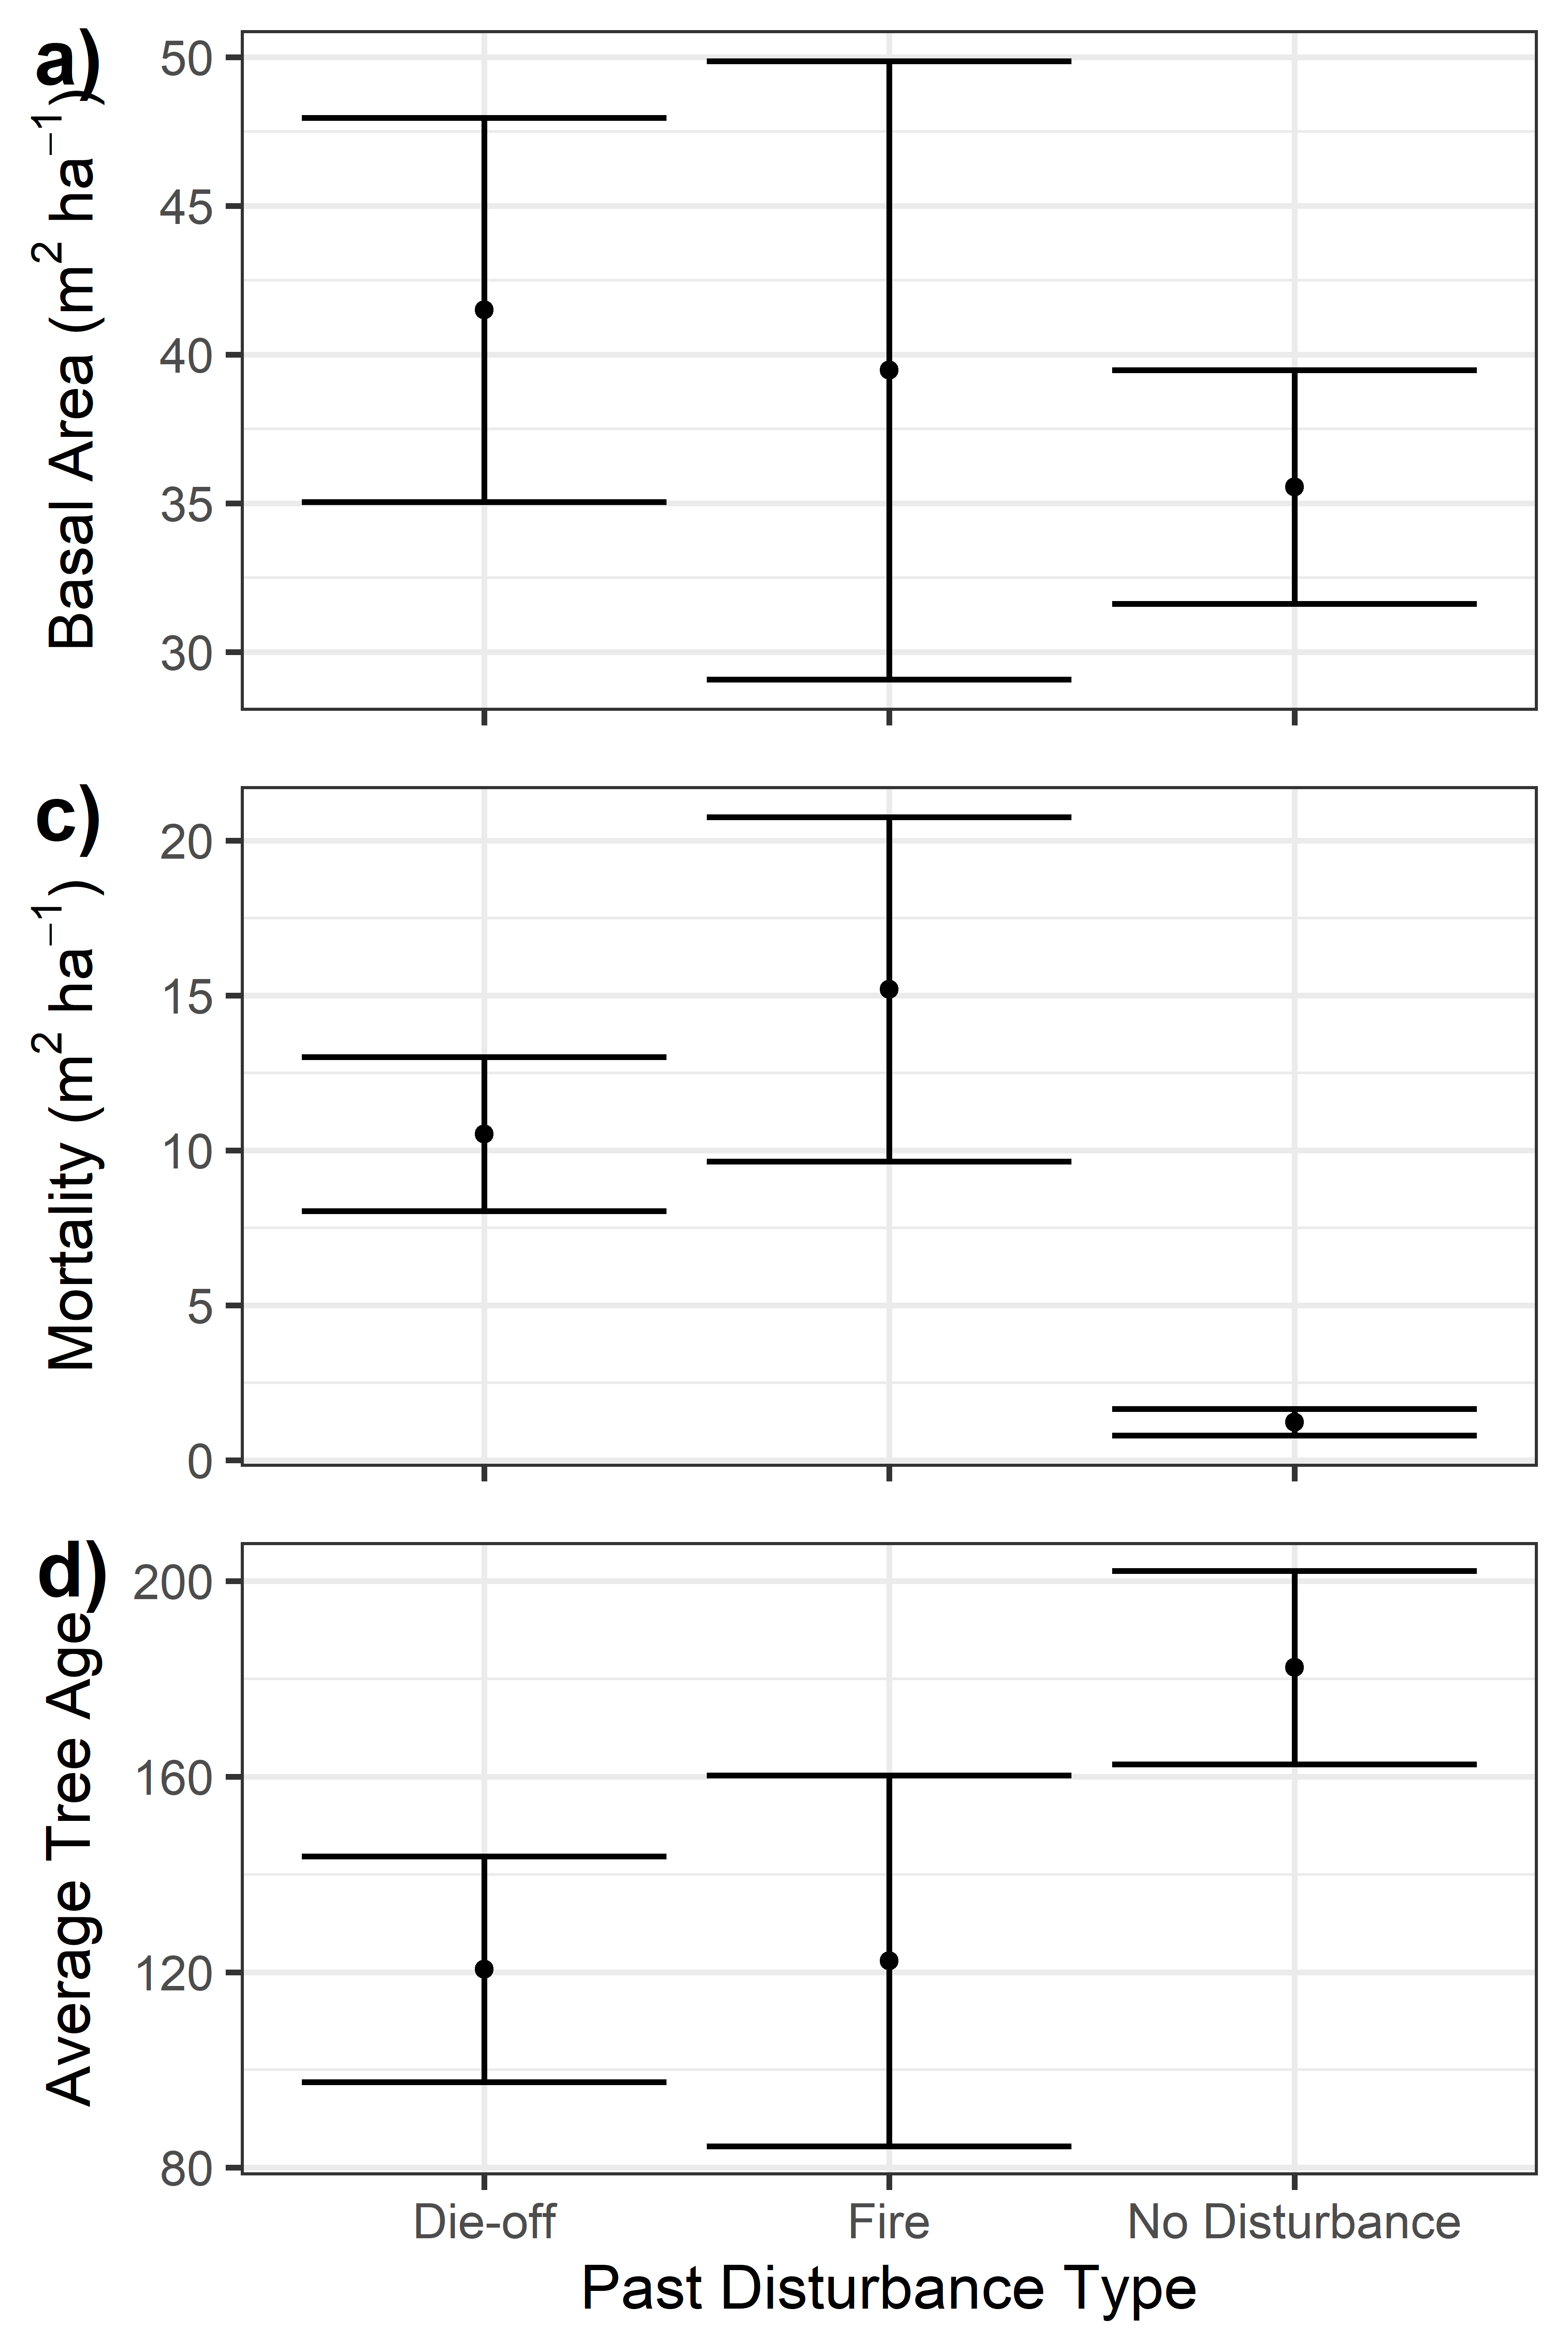 a)
Basal Area (m² ha⁻¹)
50
45
40
35
30
c)
Mortality (m² ha⁻¹)
20
15
10
5
0
d)
Average Tree Age
200
160
120
80
Die-off Fire No Disturbance
Past Disturbance Type